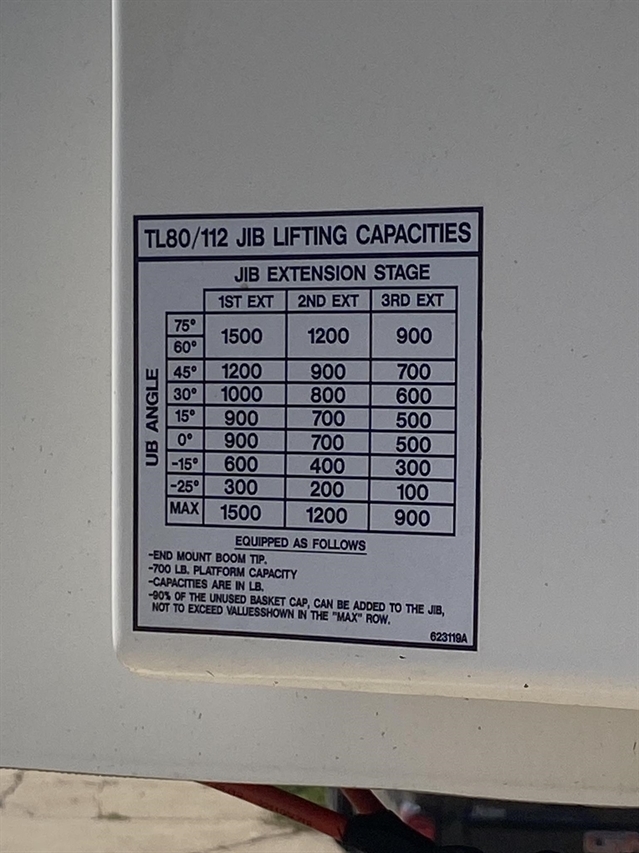 TL80/112 JIB LIFTING CAPACITIES
JIB EXTENSION STAGE
1ST EXT 2ND EXT 3RD EXT
UB ANGLE
75°
60° 1500 1200 900
45° 1200 900 700
30° 1000 800 600
15° 900 700 500
0° 900 700 500
-15° 600 400 300
-25° 300 200 100
MAX 1500 1200 900
EQUIPPED AS FOLLOWS
-END MOUNT BOOM TIP.
-700 LB. PLATFORM CAPACITY
-CAPACITIES ARE IN LB.
-90% OF THE UNUSED BASKET CAP, CAN BE ADDED TO THE JIB,
NOT TO EXCEED VALUESSHOWN IN THE "MAX" ROW.
623119A